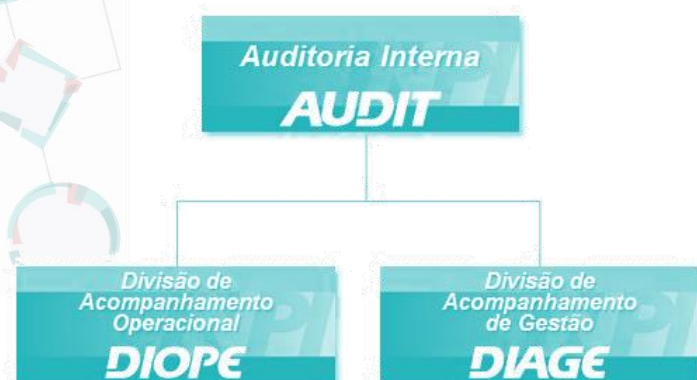 Auditoria Interna
AUDIT
Divisão de
Acompanhamento
Operacional
DIOPE
Divisão de
Acompanhamento
de Gestão
DIAGE